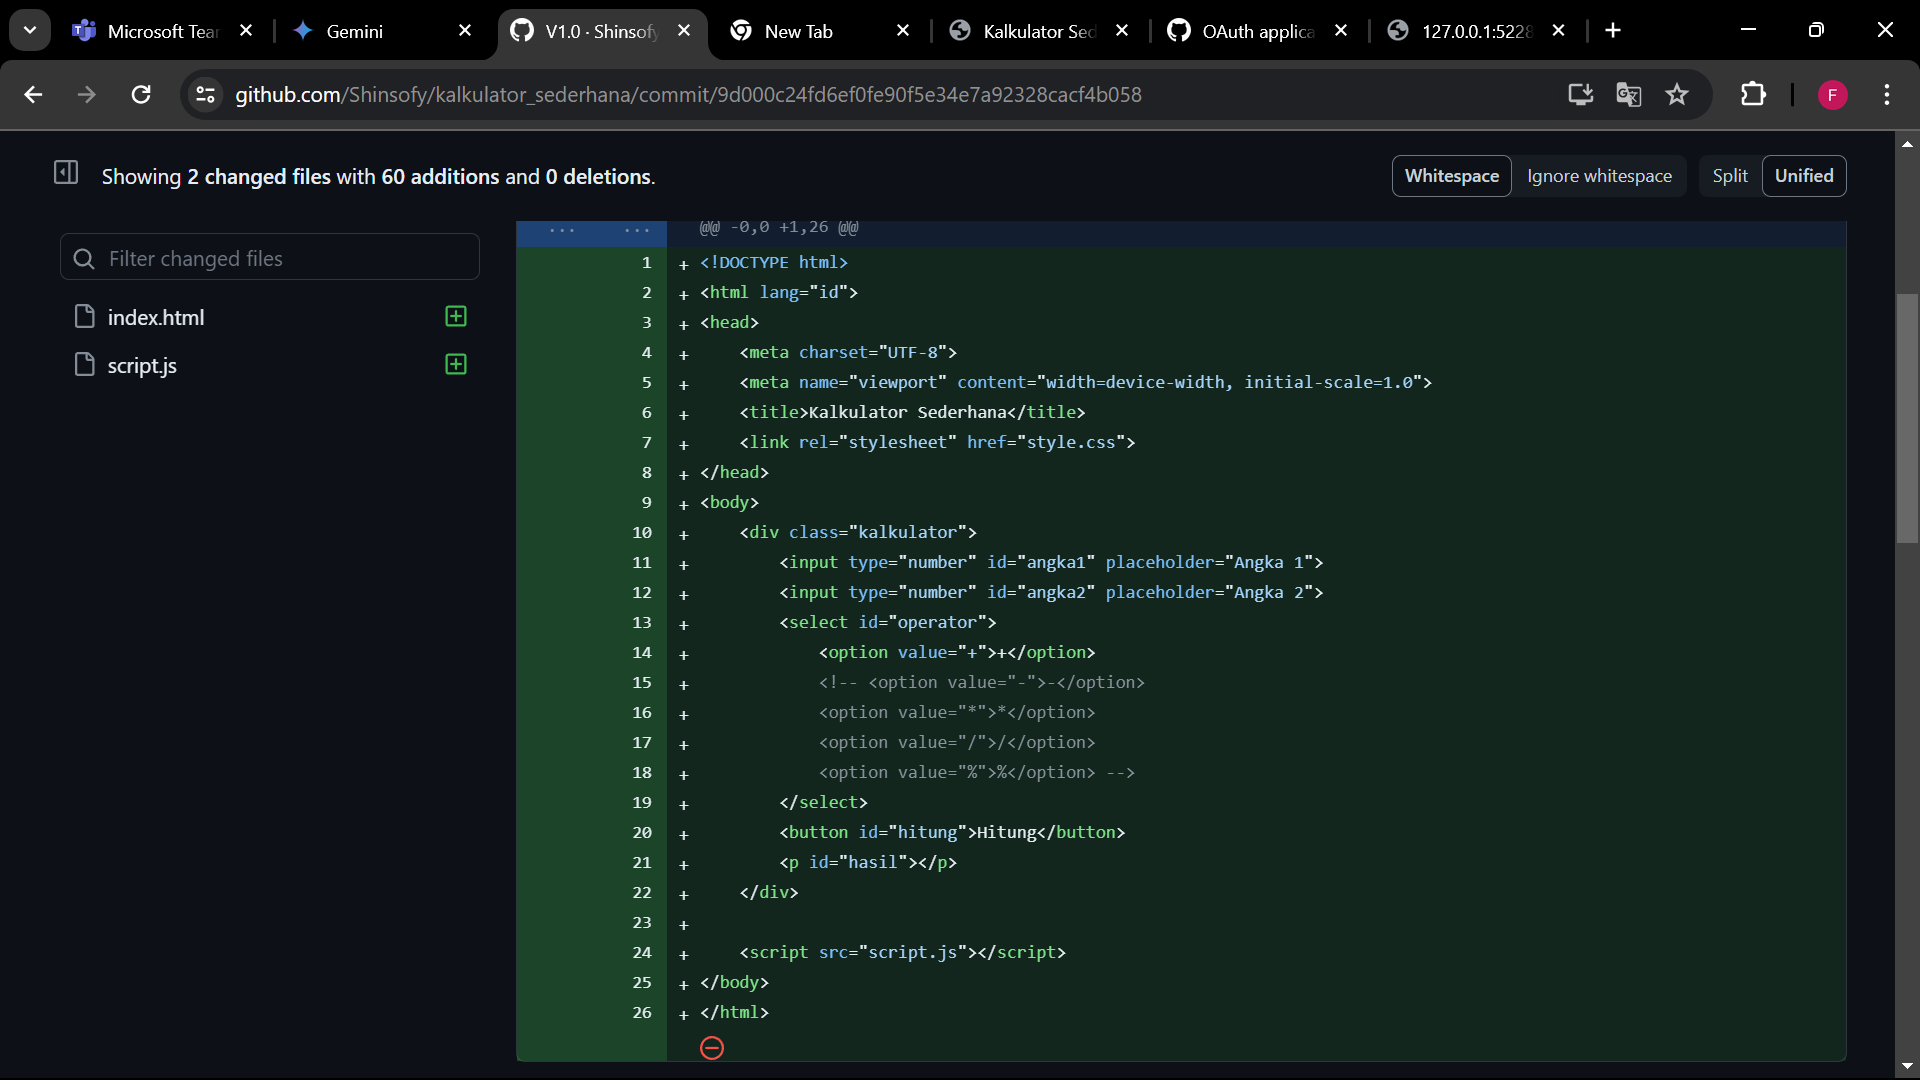 Microsoft Tear
Gemini
V1.0 · Shinsofy
New Tab
Kalkulator Sed
OAuth applica
127.0.0.1:5228
github.com/Shinsofy/kalkulator_sederhana/commit/9d000c24fd6ef0fe90f5e34e7a92328cacf4b058
F
Showing 2 changed files with 60 additions and 0 deletions.
Whitespace
Ignore whitespace
Split
Unified
Filter changed files
index.html
script.js
... ... @@ -0,0 +1,26 @@
1 + <!DOCTYPE html>
2 + <html lang="id">
3 + <head>
4 + <meta charset="UTF-8">
5 + <meta name="viewport" content="width=device-width, initial-scale=1.0">
6 + <title>Kalkulator Sederhana</title>
7 + <link rel="stylesheet" href="style.css">
8 + </head>
9 + <body>
10 + <div class="kalkulator">
11 + <input type="number" id="angka1" placeholder="Angka 1">
12 + <input type="number" id="angka2" placeholder="Angka 2">
13 + <select id="operator">
14 + <option value="+">+</option>
15 + <!-- <option value="-">-</option>
16 + <option value="*">*</option>
17 + <option value="/">/</option>
18 + <option value="%">%</option> -->
19 + </select>
20 + <button id="hitung">Hitung</button>
21 + <p id="hasil"></p>
22 + </div>
23 +
24 + <script src="script.js"></script>
25 + </body>
26 + </html>